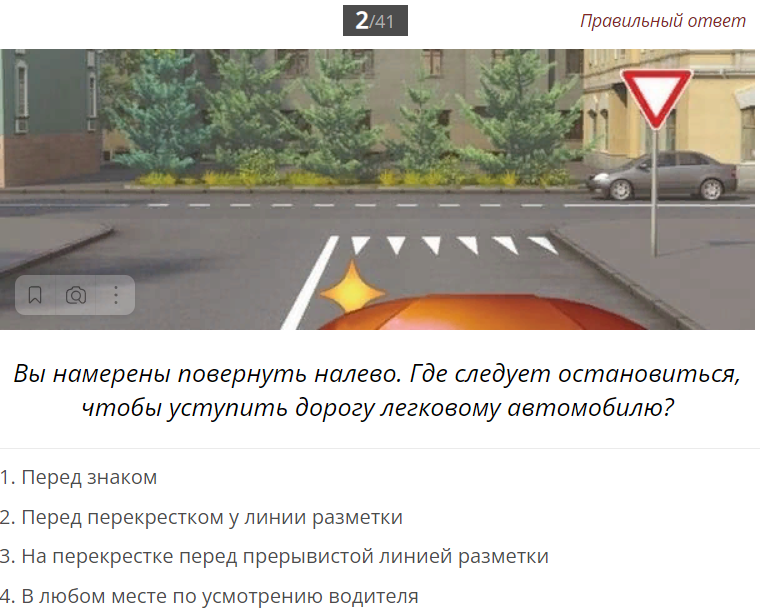 2/41
Правильный ответ
Вы намерены повернуть налево. Где следует остановиться,
чтобы уступить дорогу легковому автомобилю?
1. Перед знаком
2. Перед перекрестком у линии разметки
3. На перекрестке перед прерывистой линией разметки
4. В любом месте по усмотрению водителя